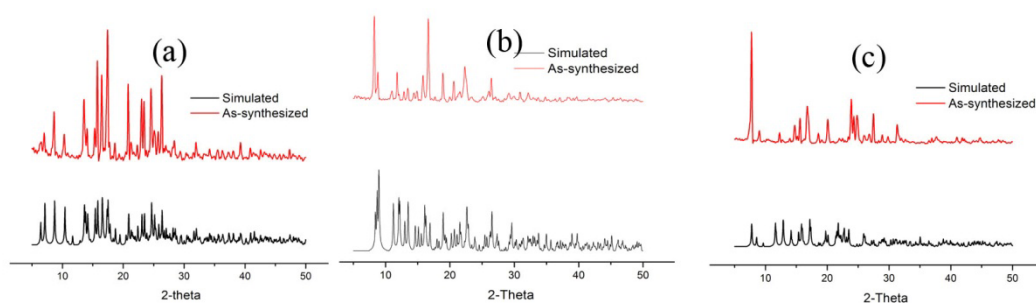 (a)
Simulated
As-synthesized
10 20 30 40 50
2-theta
(b)
Simulated
As-synthesized
10 20 30 40 50
2-Theta
(c)
Simulated
As-synthesized
10 20 30 40 50
2-Theta